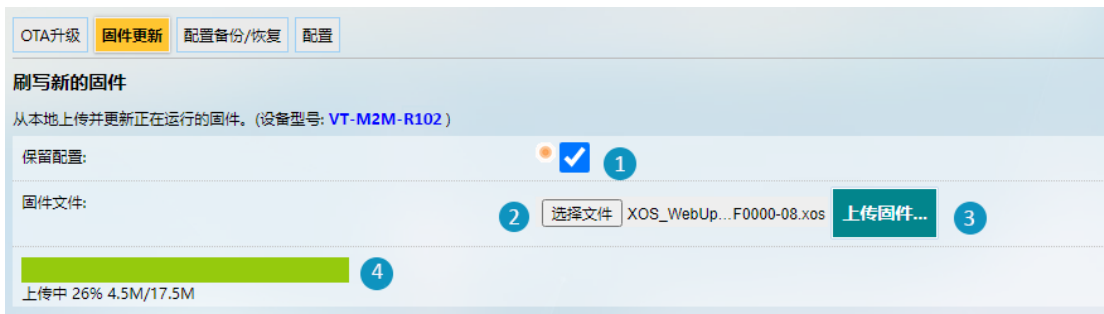 OTA升级 固件更新 配置备份/恢复 配置
刷写新的固件
从本地上传并更新正在运行的固件。(设备型号: VT-M2M-R102 )
保留配置: 1
固件文件: 2 选择文件 XOS_WebUp...F0000-08.xos 上传固件... 3
4
上传中 26% 4.5M/17.5M